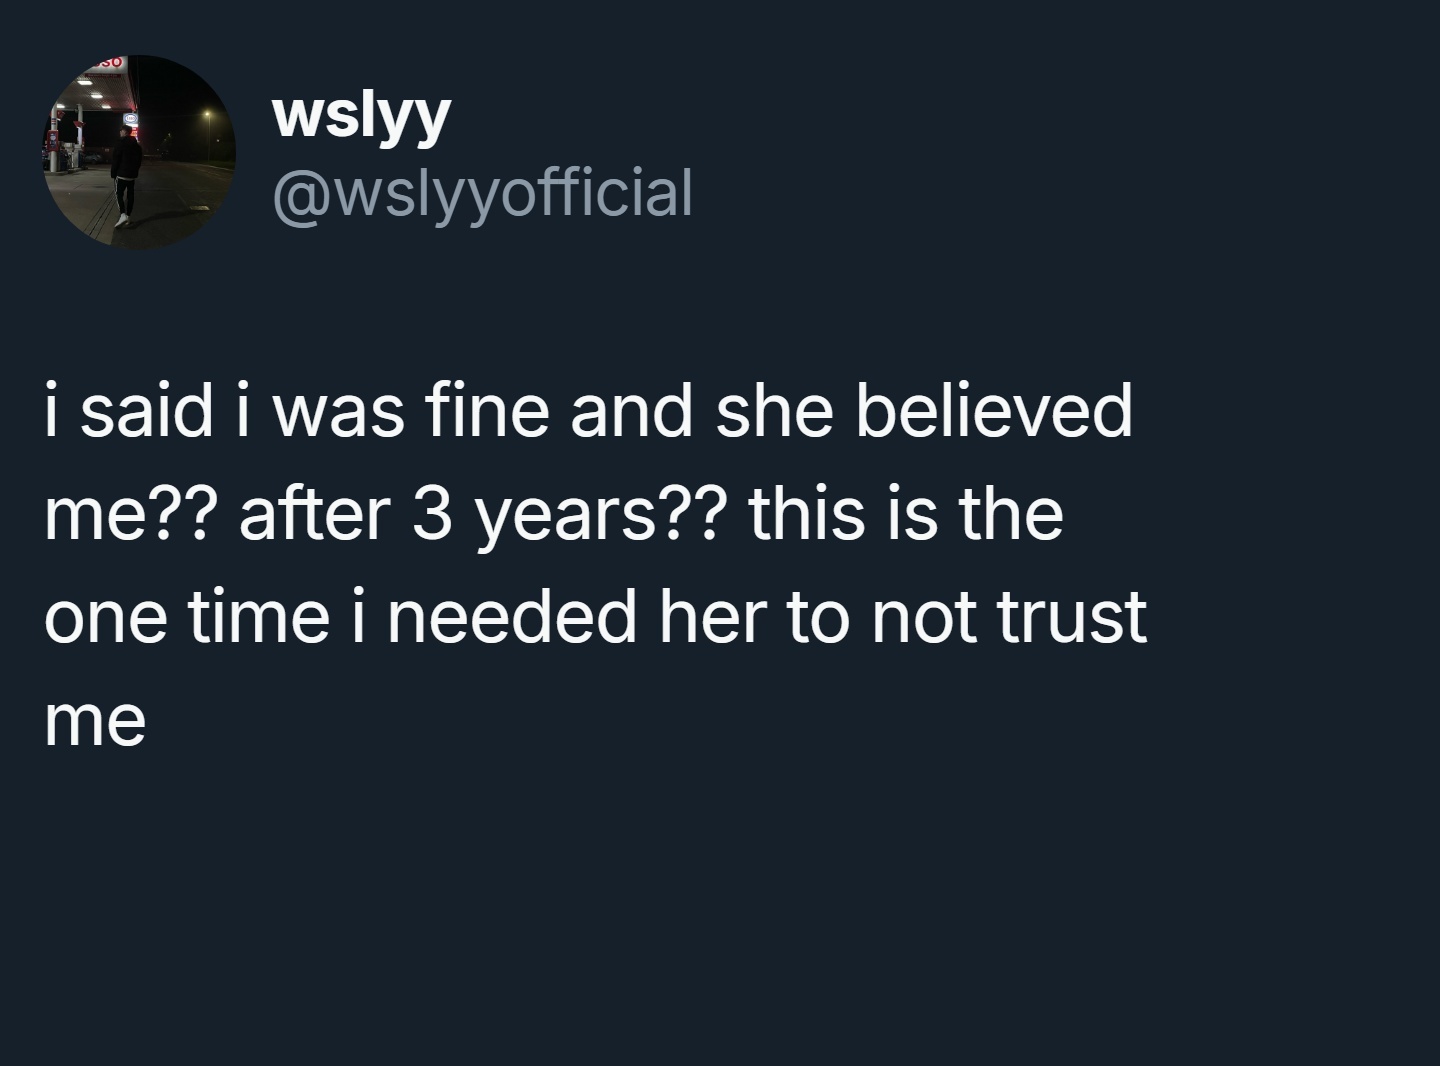 wslyy
@wslyyofficial
i said i was fine and she believed
me?? after 3 years?? this is the
one time i needed her to not trust
me